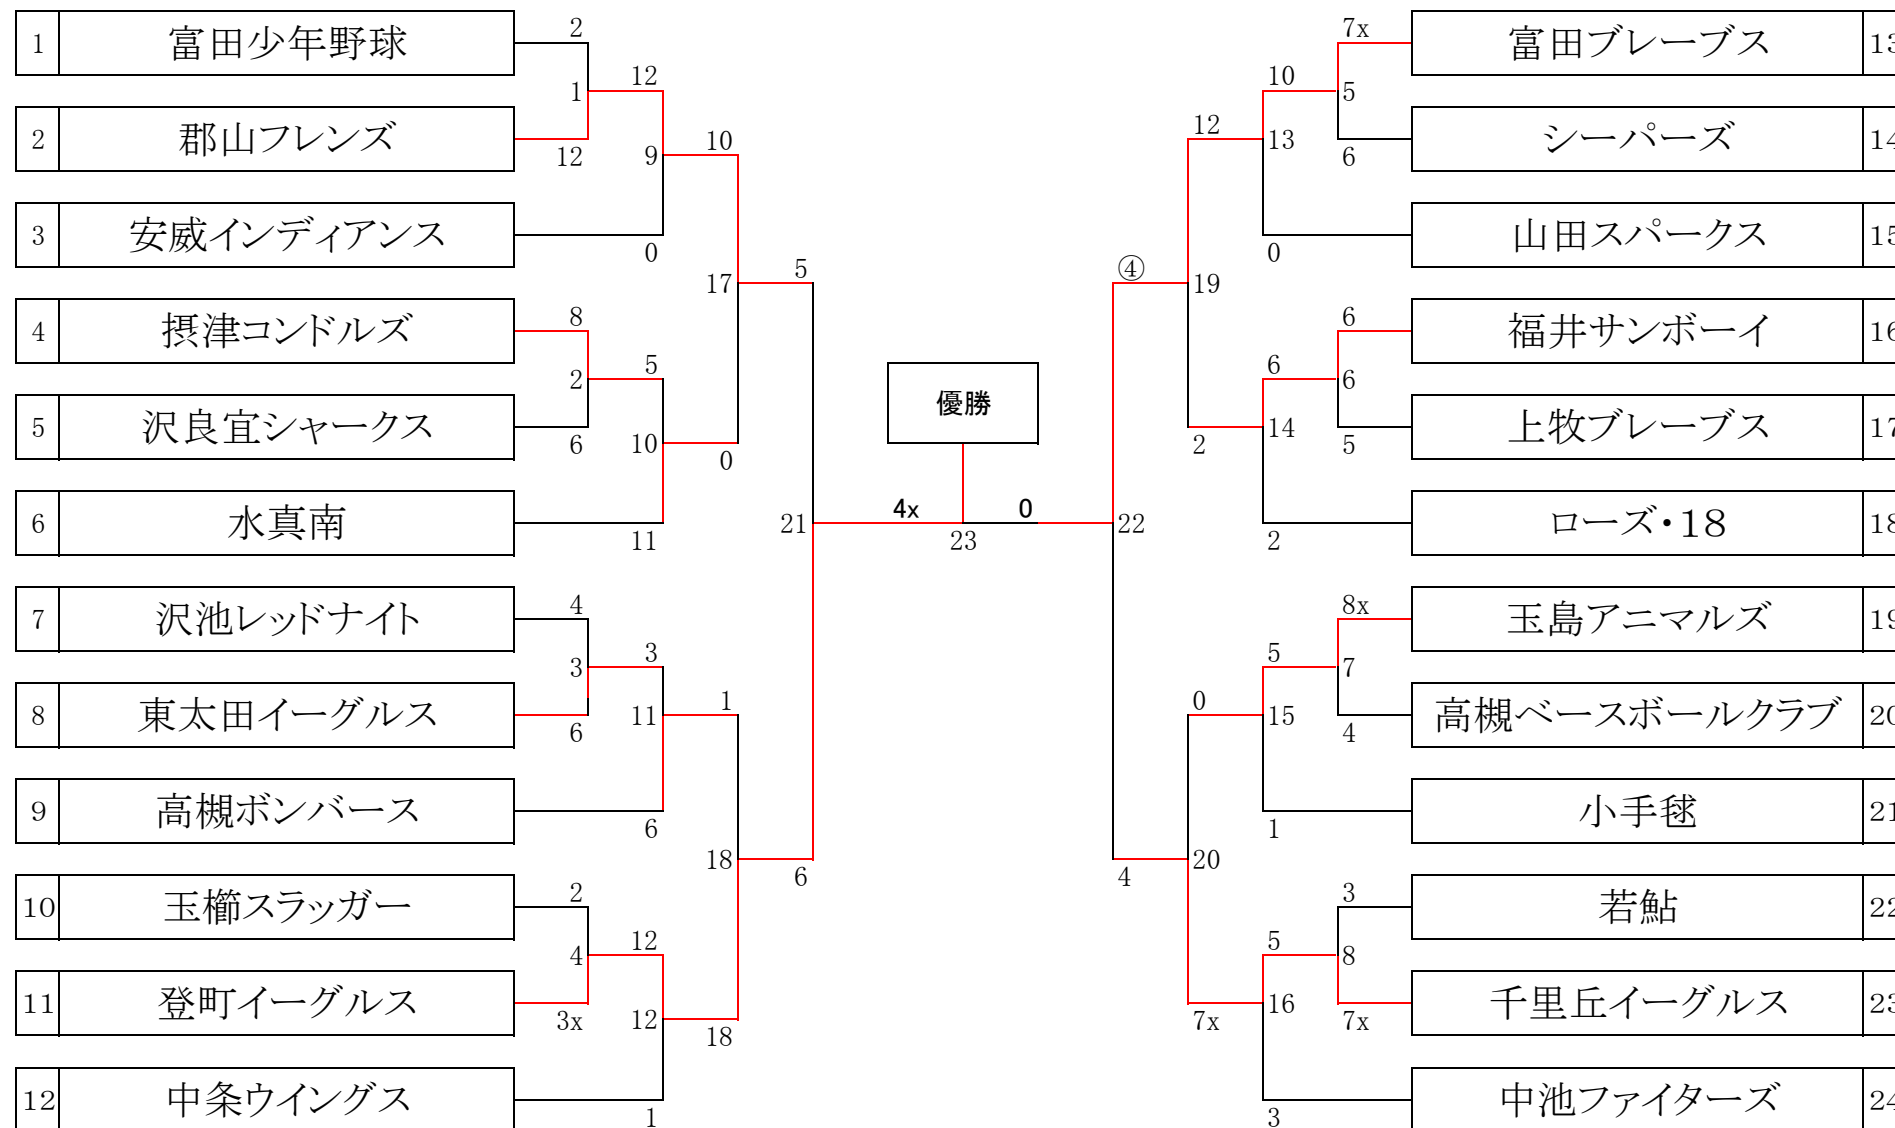 1 富田少年野球
2 郡山フレンズ
3 安威インディアンス
4 摂津コンドルズ
5 沢良宜シャークス
6 水真南
7 沢池レッドナイト
8 東太田イーグルス
9 高槻ボンバース
10 玉櫛スラッガー
11 登町イーグルス
12 中条ウイングス
2
1
12
8
2
6
4
3
6
2
4
3x
12
9
0
5
10
11
3
11
6
12
12
1
10
17
0
1
18
18
5
21
6
優勝
4x
0
23
④
22
4
12
19
2
0
20
7x
10
13
0
6
14
2
5
15
1
5
16
3
7x
5
6
6
6
5
8x
7
4
3
8
7x
富田ブレーブス 13
シーパーズ 14
山田スパークス 15
福井サンボーイ 16
上牧ブレーブス 17
ローズ・18 18
玉島アニマルズ 19
高槻ベースボールクラブ 20
小手毬 21
若鮎 22
千里丘イーグルス 23
中池ファイターズ 24